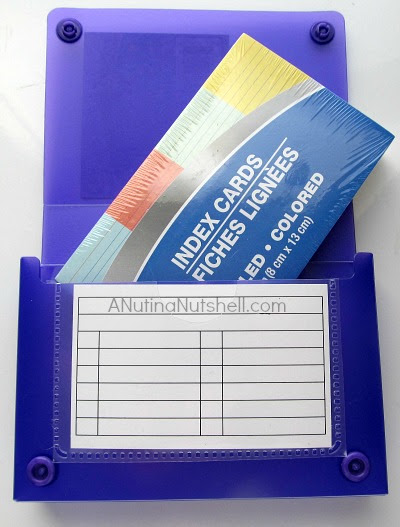 INDEX CARDS
FICHES LIGNÉES
LED • COLORED
(8 cm x 13 cm)
ANutinaNutshell.com